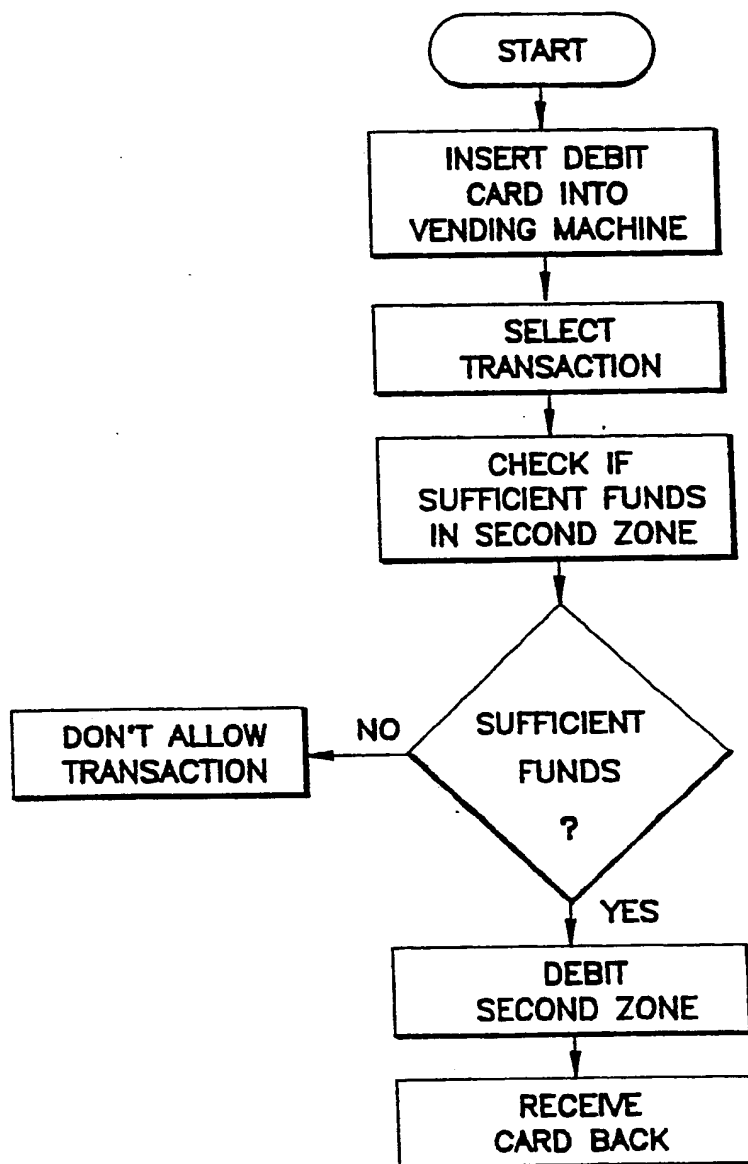 START
INSERT DEBIT
CARD INTO
VENDING MACHINE
SELECT
TRANSACTION
CHECK IF
SUFFICIENT FUNDS
IN SECOND ZONE
SUFFICIENT
FUNDS
?
NO
DON'T ALLOW
TRANSACTION
YES
DEBIT
SECOND ZONE
RECEIVE
CARD BACK